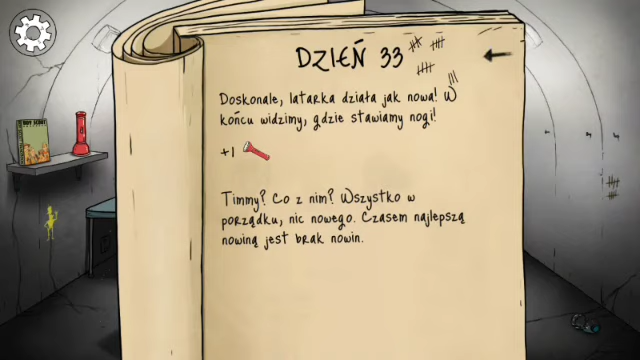 DZIEŃ 33
Doskonale, latarka działa jak nowa! W
końcu widzimy, gdzie stawiamy nogi!
+1
Timmy? Co z nim? Wszystko w
porządku, nic nowego. Czasem najlepszą
nowiną jest brak nowin.